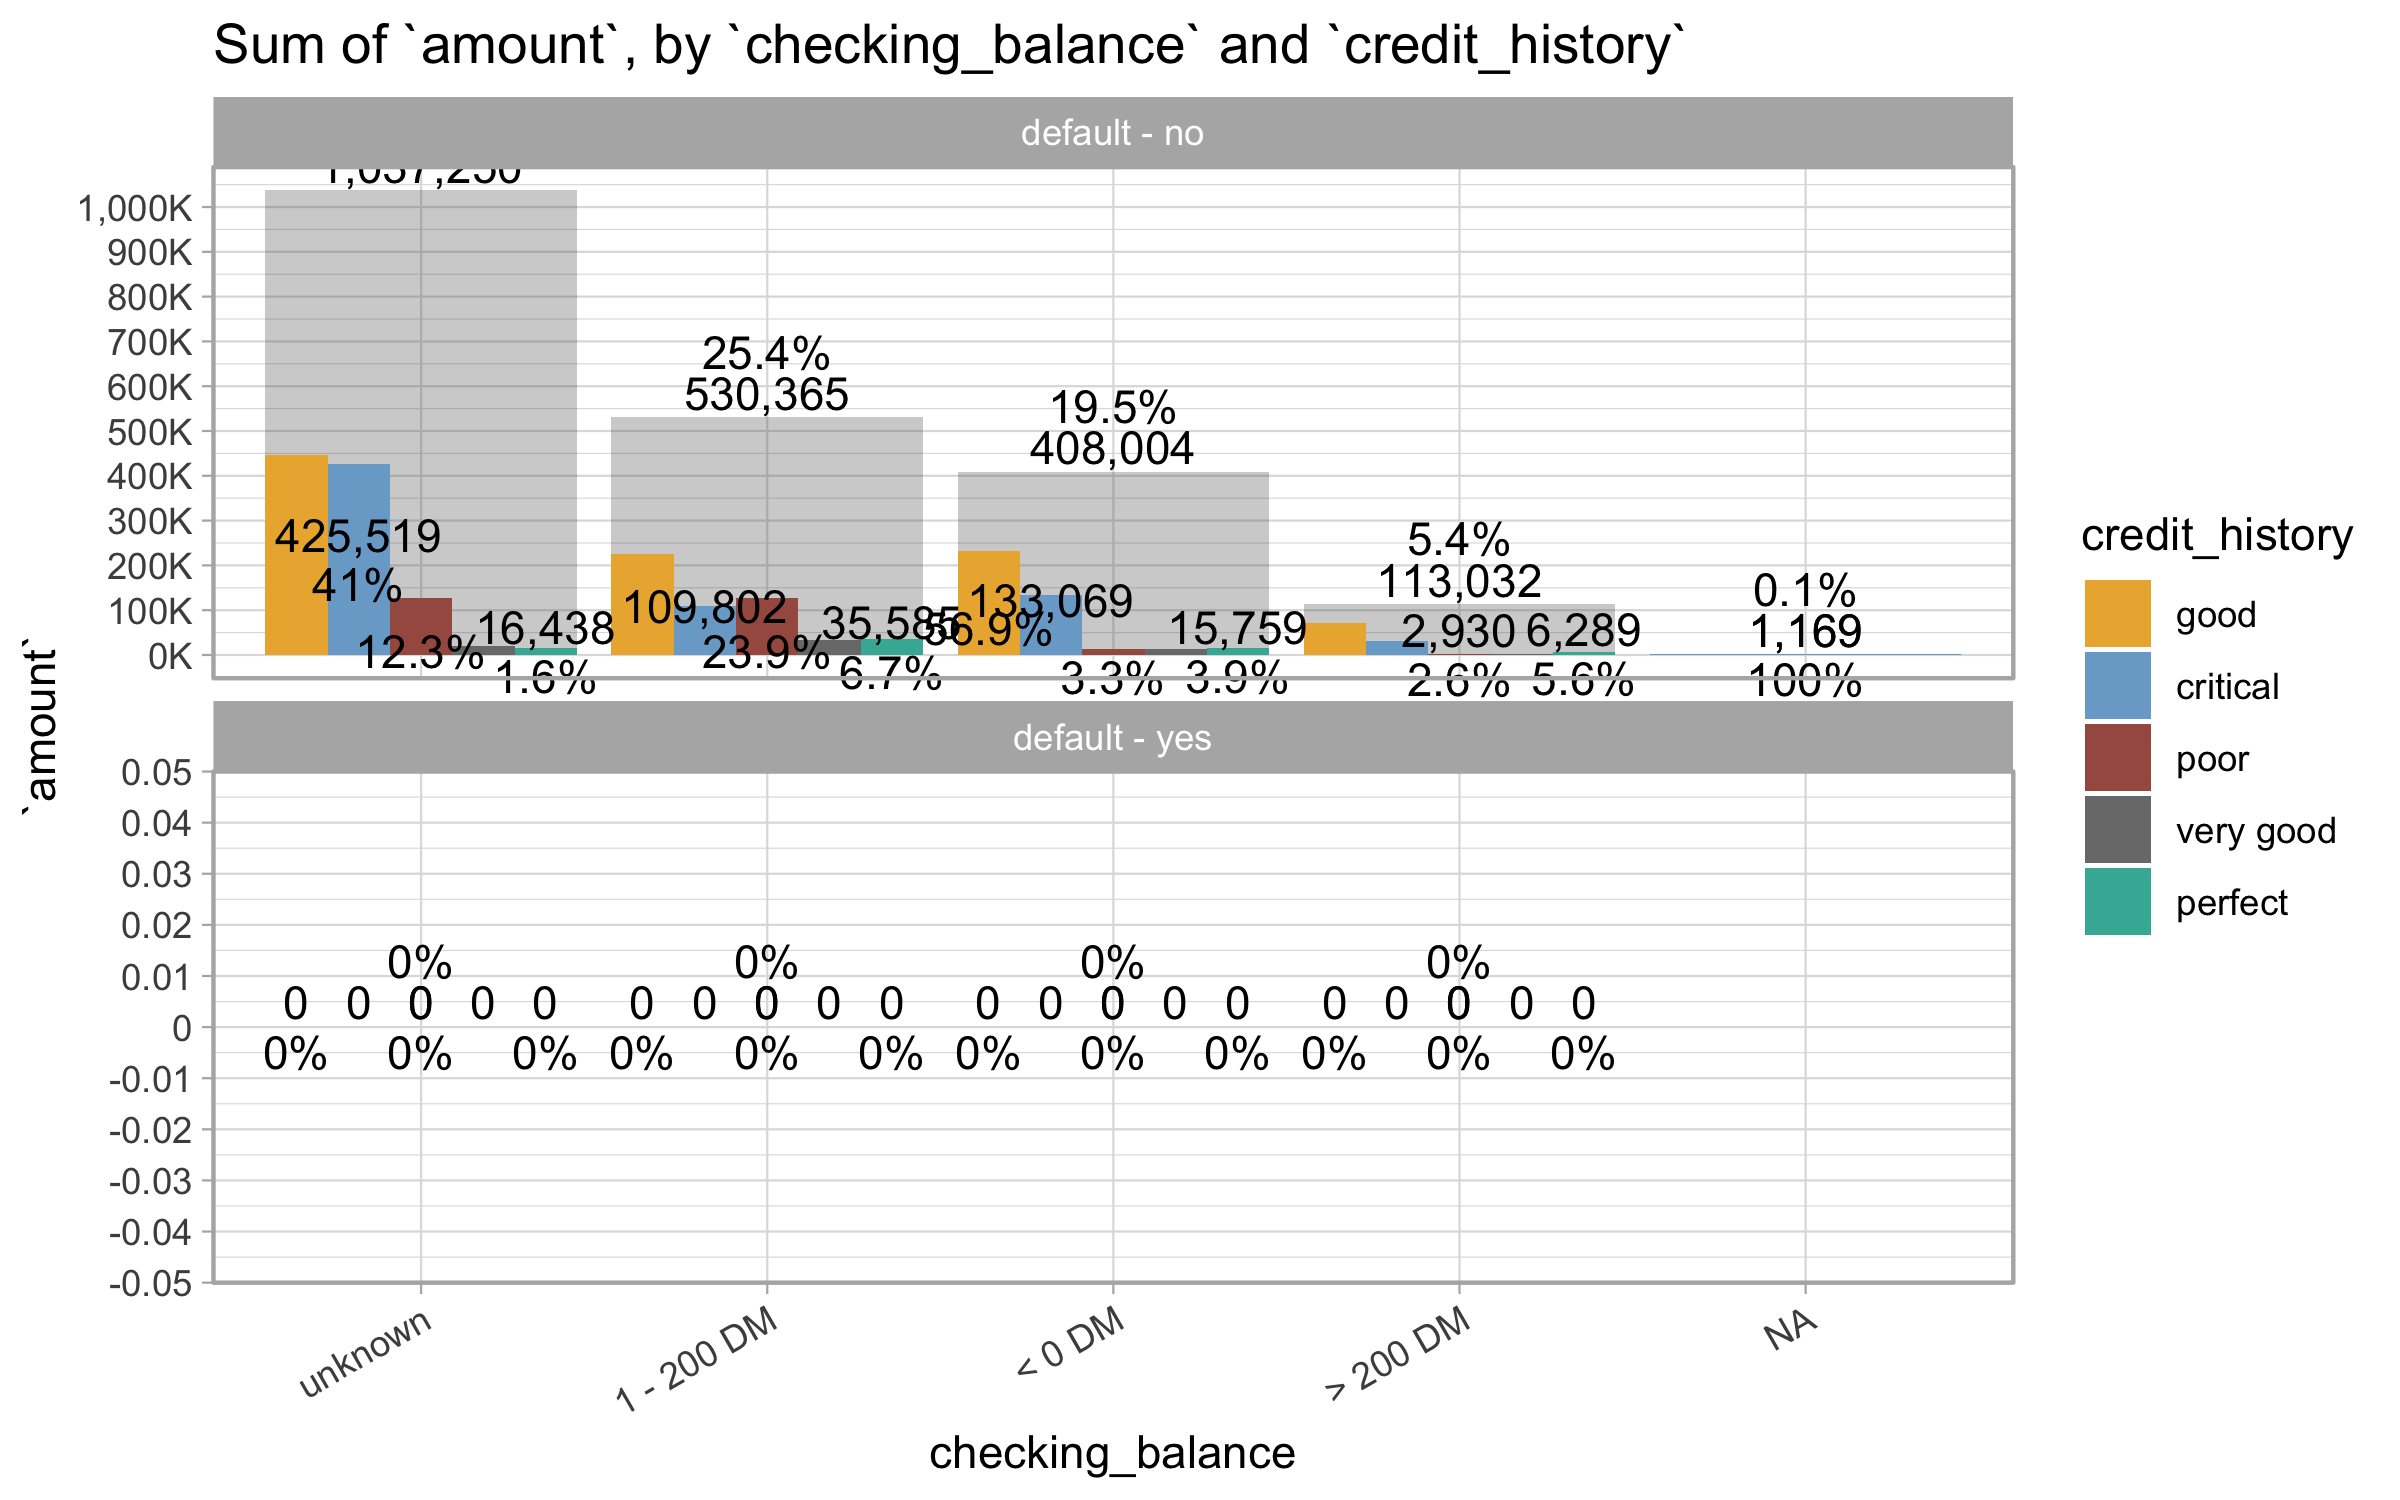 Sum of `amount`, by `checking_balance` and `credit_history`
default - no
1,000K
900K
800K
700K
600K
500K
400K
300K
200K
100K
0K
1,037,250
425,519
41%
12.3%
16,438
1.6%
25.4%
530,365
109,802
23.9%
35,585
6.7%
19.5%
408,004
56.9%
133,069
3.3%
15,759
3.9%
5.4%
113,032
2,930
2.6%
6,289
5.6%
0.1%
1,169
100%
`amount`
default - yes
0.05
0.04
0.03
0.02
0.01
0
-0.01
-0.02
-0.03
-0.04
-0.05
0% 0% 0% 0%
0 0 0 0 0 0 0 0 0 0 0 0 0 0 0 0 0 0 0 0
0% 0% 0% 0% 0% 0% 0% 0% 0% 0% 0% 0%
unknown
1 - 200 DM
< 0 DM
> 200 DM
NA
checking_balance
credit_history
good
critical
poor
very good
perfect